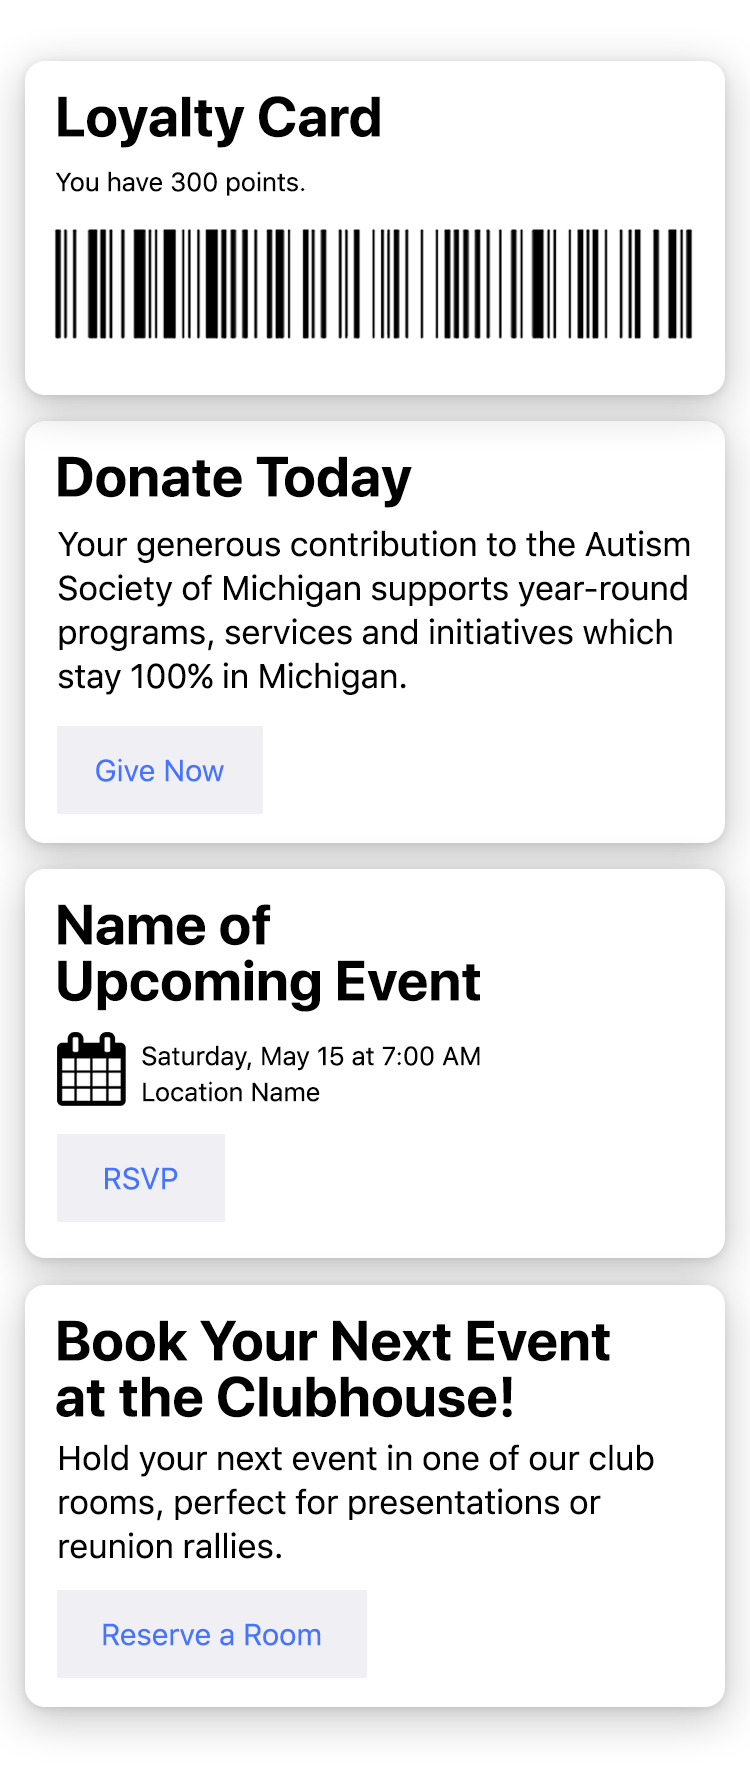 Loyalty Card
You have 300 points.
Donate Today
Your generous contribution to the Autism
Society of Michigan supports year-round
programs, services and initiatives which
stay 100% in Michigan.
Give Now
Name of
Upcoming Event
Saturday, May 15 at 7:00 AM
Location Name
RSVP
Book Your Next Event
at the Clubhouse!
Hold your next event in one of our club
rooms, perfect for presentations or
reunion rallies.
Reserve a Room